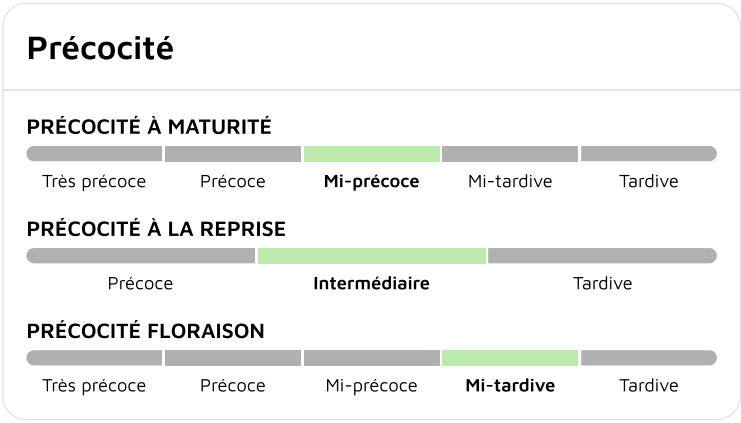 Précocité
PRÉCOCITÉ À MATURITÉ
Très précoce Précoce Mi-précoce Mi-tardive Tardive
PRÉCOCITÉ À LA REPRISE
Précoce Intermédiaire Tardive
PRÉCOCITÉ FLORAISON
Très précoce Précoce Mi-précoce Mi-tardive Tardive